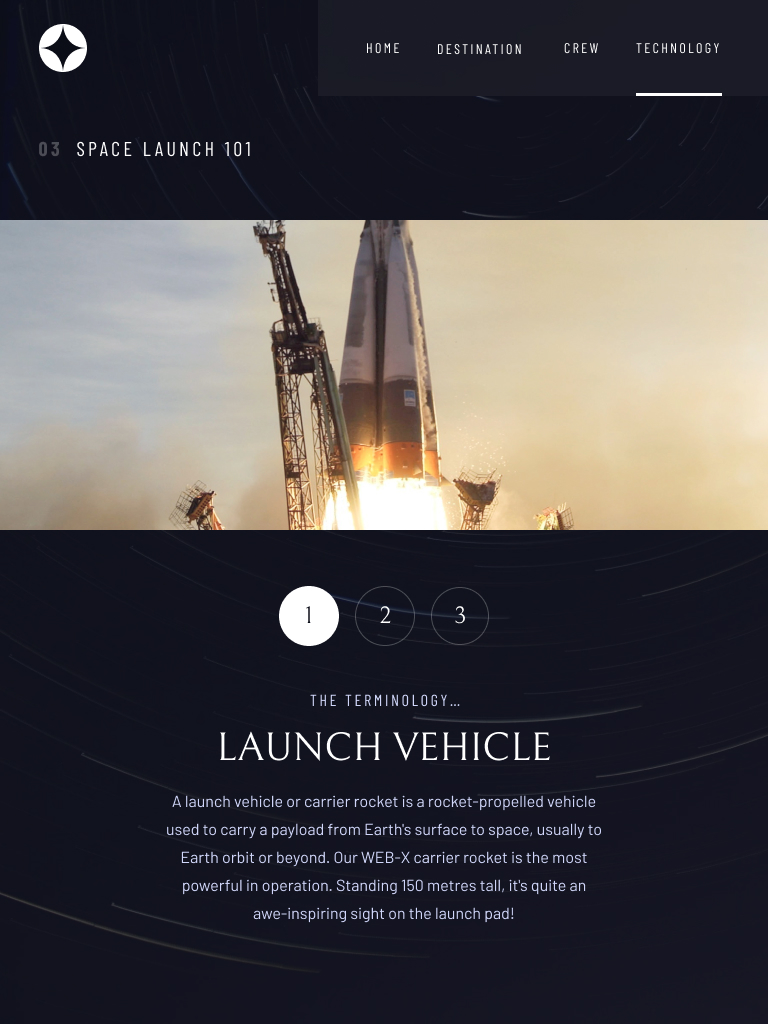 HOME DESTINATION CREW TECHNOLOGY
03 SPACE LAUNCH 101
1 2 3
THE TERMINOLOGY…
LAUNCH VEHICLE
A launch vehicle or carrier rocket is a rocket-propelled vehicle
used to carry a payload from Earth's surface to space, usually to
Earth orbit or beyond. Our WEB-X carrier rocket is the most
powerful in operation. Standing 150 metres tall, it's quite an
awe-inspiring sight on the launch pad!